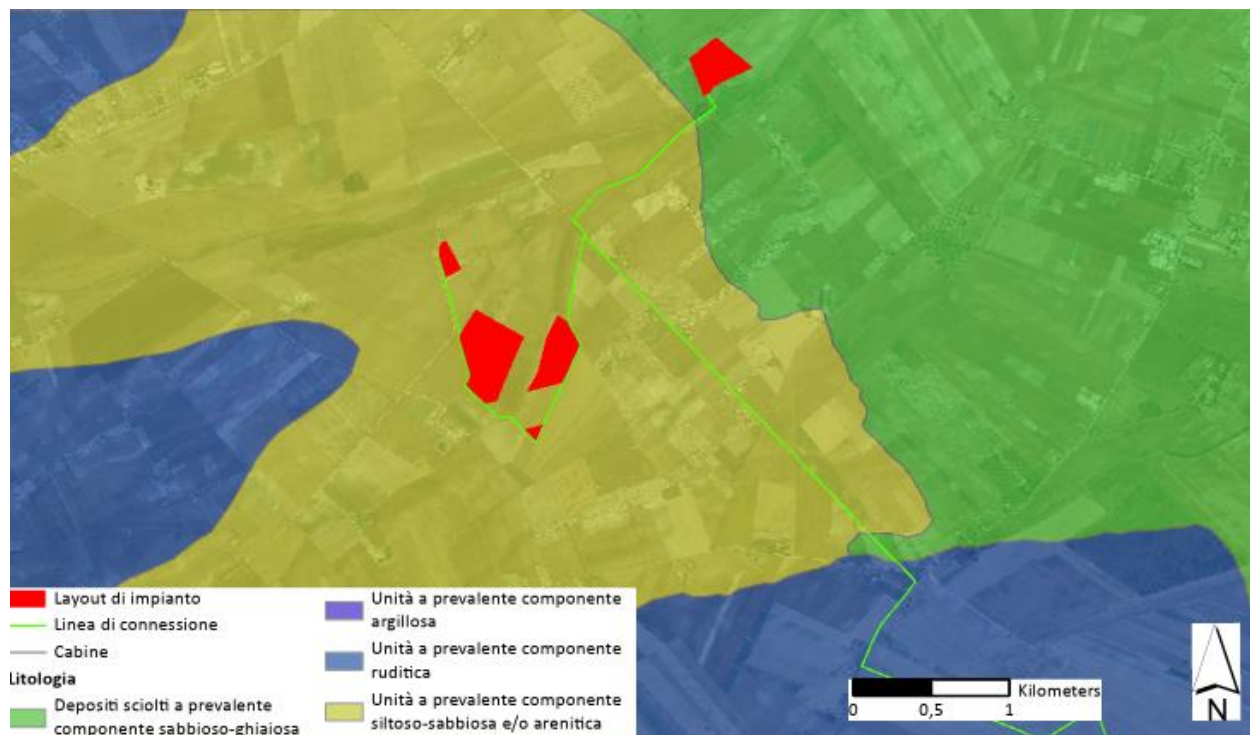 Layout di impianto
Linea di connessione
Cabine
Litologia
Depositi sciolti a prevalente
componente sabbioso-ghiaiosa
Unità a prevalente componente
argillosa
Unità a prevalente componente
ruditica
Unità a prevalente componente
siltoso-sabbiosa e/o arenitica
Kilometers
0 0,5 1
N